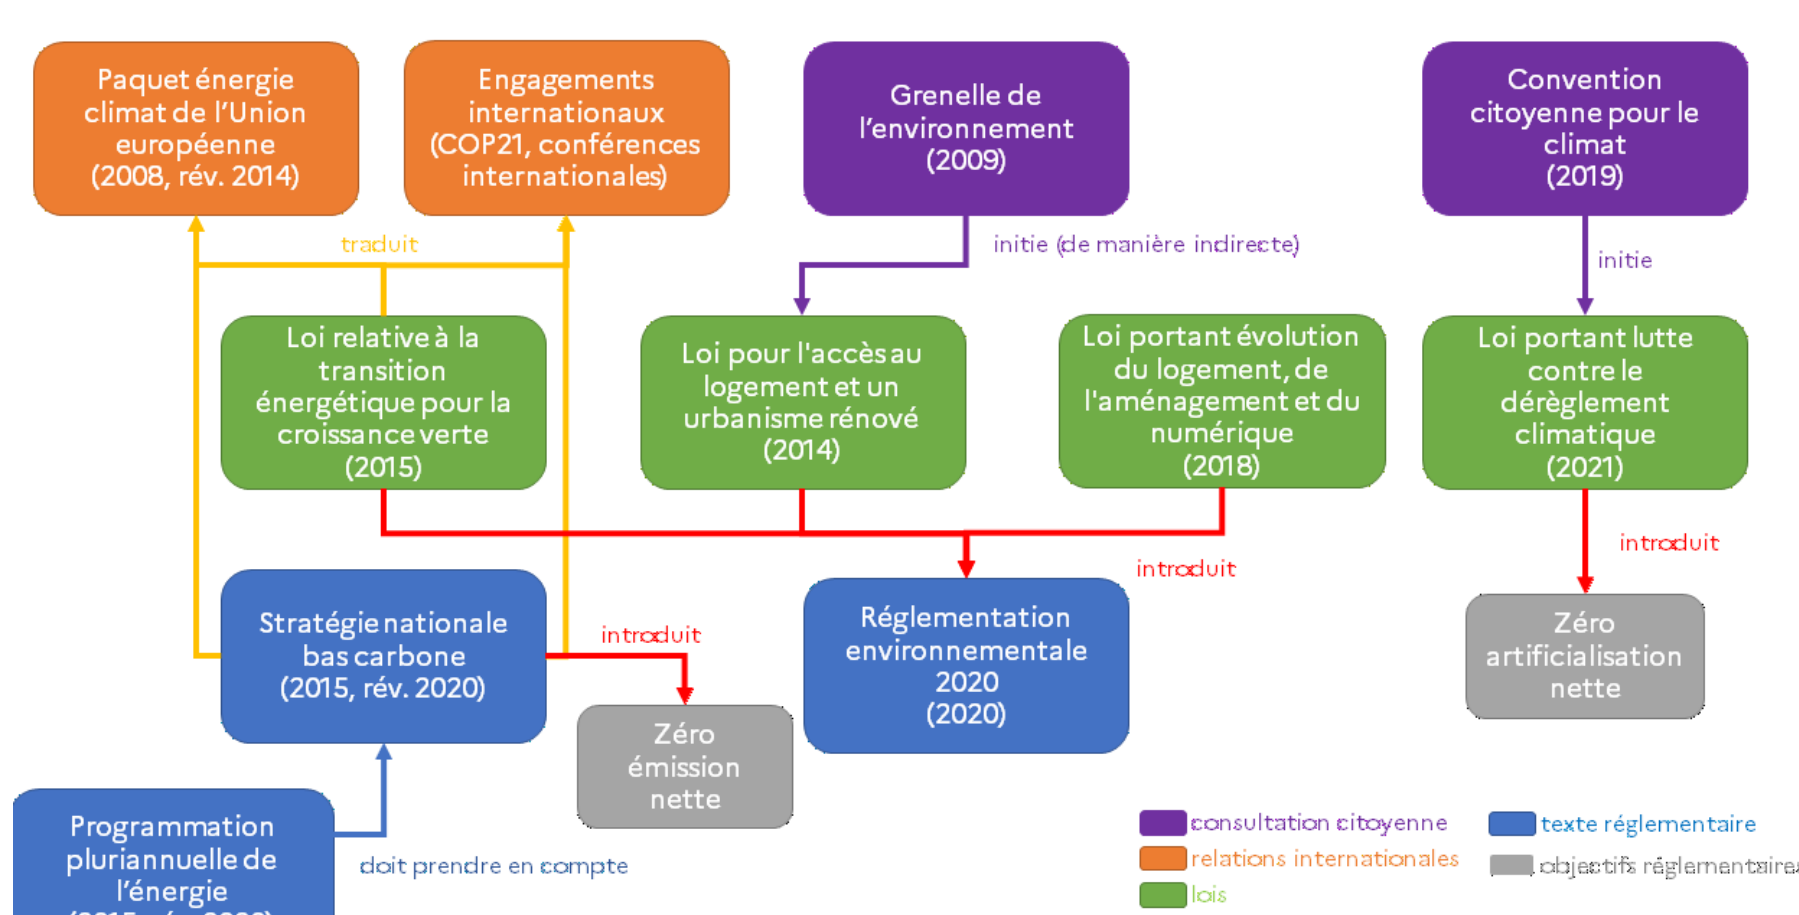 Paquet énergie
climat de l'Union
européenne
(2008, rév. 2014)
Engagements
internationaux
(COP21, conférences
internationales)
Grenelle de
l'environnement
(2009)
Convention
citoyenne pour le
climat
(2019)
traduit
initie (de manière indirecte)
initie
Loi relative à la
transition
énergétique pour la
croissance verte
(2015)
Loi pour l'accès au
logement et un
urbanisme rénové
(2014)
Loi portant évolution
du logement, de
l'aménagement et du
numérique
(2018)
Loi portant lutte
contre le
dérèglement
climatique
(2021)
introduit
introduit
Stratégie nationale
bas carbone
(2015, rév. 2020)
introduit
Réglementation
environnementale
2020
(2020)
Zéro
artificialisation
nette
Zéro
émission
nette
Programmation
pluriannuelle de
l'énergie
doit prendre en compte
consultation citoyenne
relations internationales
lois
texte réglementaire
objectifs réglementaires